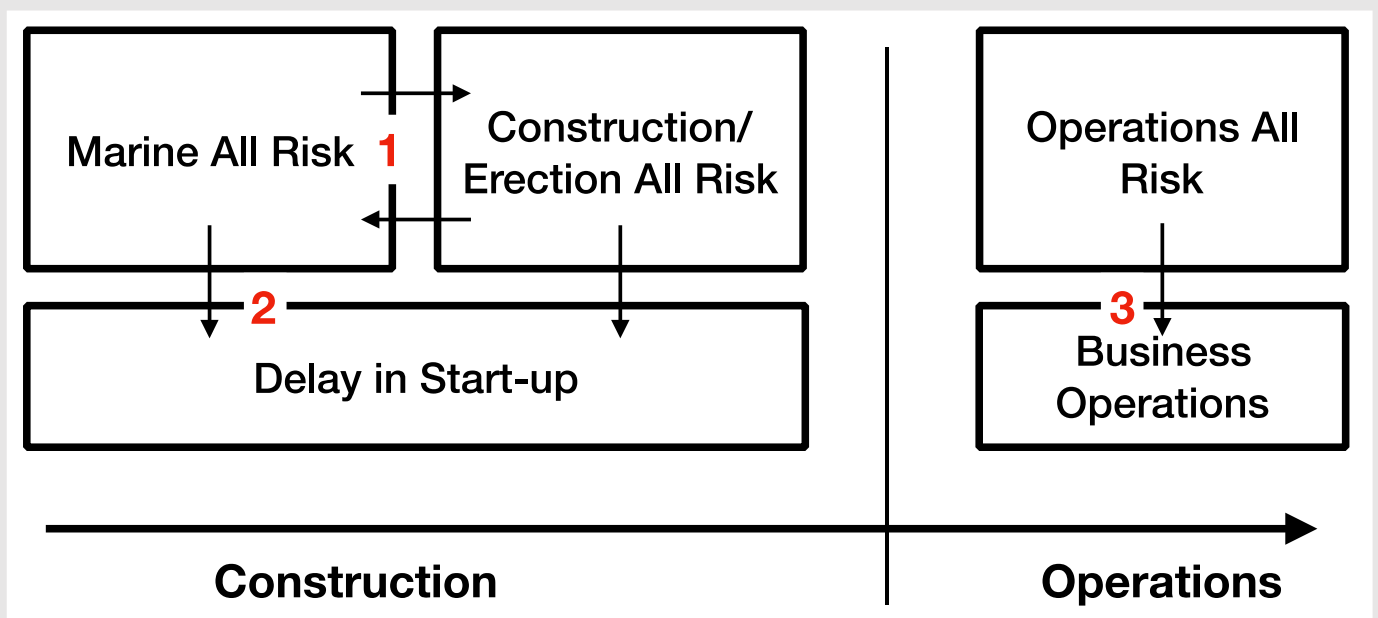 Marine All Risk
1
Construction/
Erection All Risk
Operations All
Risk
2
Delay in Start-up
3
Business
Operations
Construction
Operations